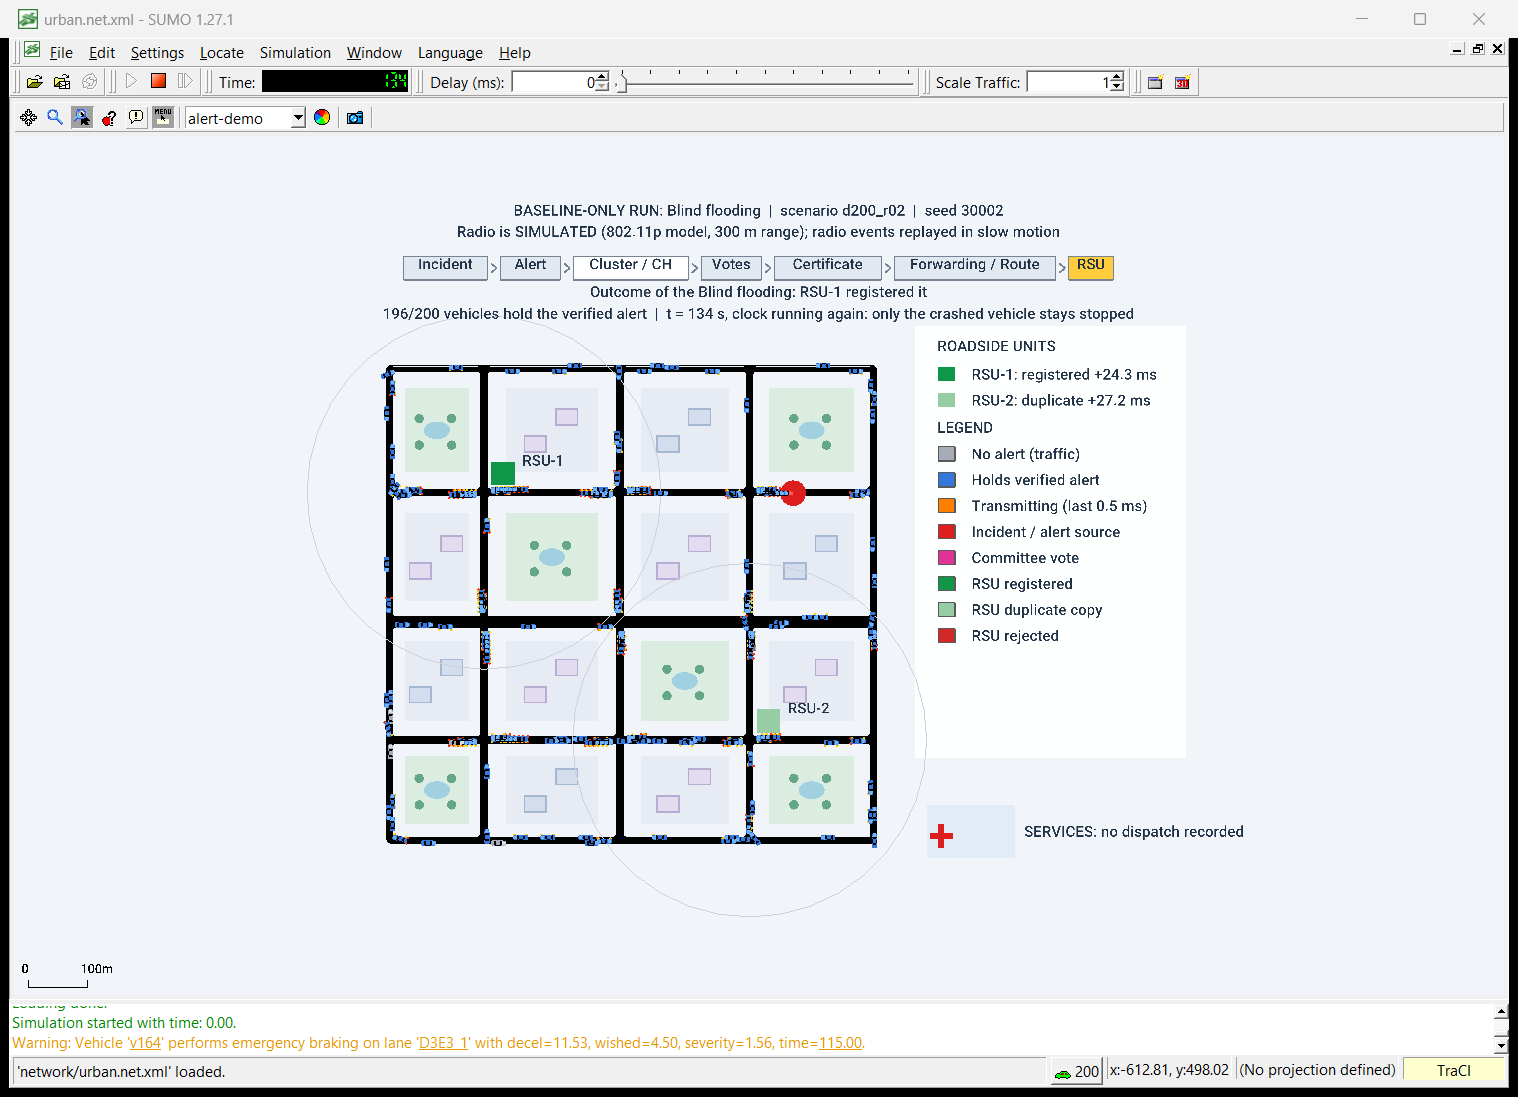 urban.net.xml - SUMO 1.27.1
File Edit Settings Locate Simulation Window Language Help
Time: 134 Delay (ms): 0 Scale Traffic: 1
MENU alert-demo
BASELINE-ONLY RUN: Blind flooding | scenario d200_r02 | seed 30002
Radio is SIMULATED (802.11p model, 300 m range); radio events replayed in slow motion
Incident > Alert > Cluster / CH > Votes > Certificate > Forwarding / Route > RSU
Outcome of the Blind flooding: RSU-1 registered it
196/200 vehicles hold the verified alert | t = 134 s, clock running again: only the crashed vehicle stays stopped
ROADSIDE UNITS
RSU-1: registered +24.3 ms
RSU-2: duplicate +27.2 ms
LEGEND
No alert (traffic)
Holds verified alert
Transmitting (last 0.5 ms)
Incident / alert source
Committee vote
RSU registered
RSU duplicate copy
RSU rejected
RSU-1
RSU-2
SERVICES: no dispatch recorded
0 100m
Loading done.
Simulation started with time: 0.00.
Warning: Vehicle 'v164' performs emergency braking on lane 'D3E3_1' with decel=11.53, wished=4.50, severity=1.56, time=115.00.
'network/urban.net.xml' loaded. 200 x:-612.81, y:498.02 (No projection defined) TraCI